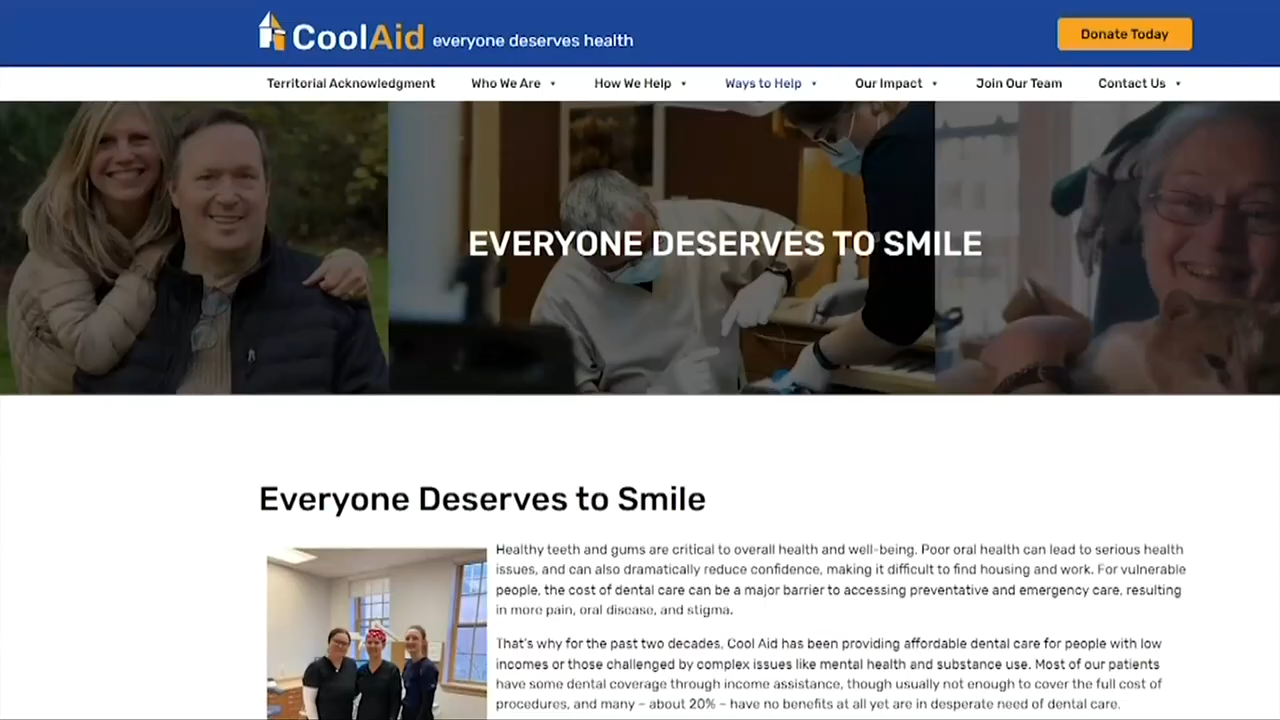 CoolAid everyone deserves health
Donate Today
Territorial Acknowledgment Who We Are How We Help Ways to Help Our Impact Join Our Team Contact Us
EVERYONE DESERVES TO SMILE
Everyone Deserves to Smile
Healthy teeth and gums are critical to overall health and well-being. Poor oral health can lead to serious health
issues, and can also dramatically reduce confidence, making it difficult to find housing and work. For vulnerable
people, the cost of dental care can be a major barrier to accessing preventative and emergency care, resulting
in more pain, oral disease, and stigma.
That's why for the past two decades, Cool Aid has been providing affordable dental care for people with low
incomes or those challenged by complex issues like mental health and substance use. Most of our patients
have some dental coverage through income assistance, though usually not enough to cover the full cost of
procedures, and many – about 20% – have no benefits at all yet are in desperate need of dental care.